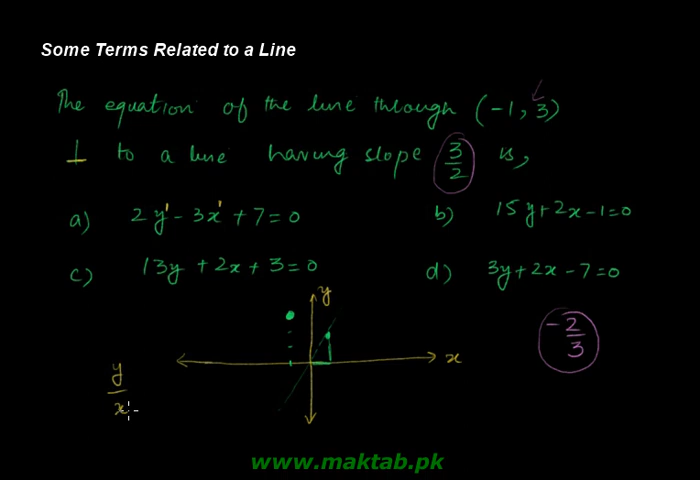 Some Terms Related to a Line
The equation of the line through (-1, 3)
⊥ to a line having slope 3/2 is,
a) 2y' - 3x' + 7 = 0
b) 15y + 2x - 1 = 0
c) 13y + 2x + 3 = 0
d) 3y + 2x - 7 = 0
y
-2/3
x
y/x
www.maktab.pk